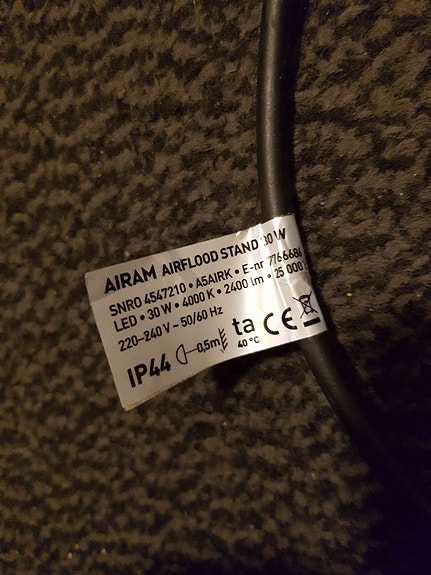 AIRAM AIRFLOOD STAND 30 W
SNRO 4547210 • A5AIRK • E-nr 7766686
LED • 30 W • 4000 K • 2400 lm • 25 000
220-240 V ~ 50/60 Hz
IP44 0,5m ta 40 °C CE